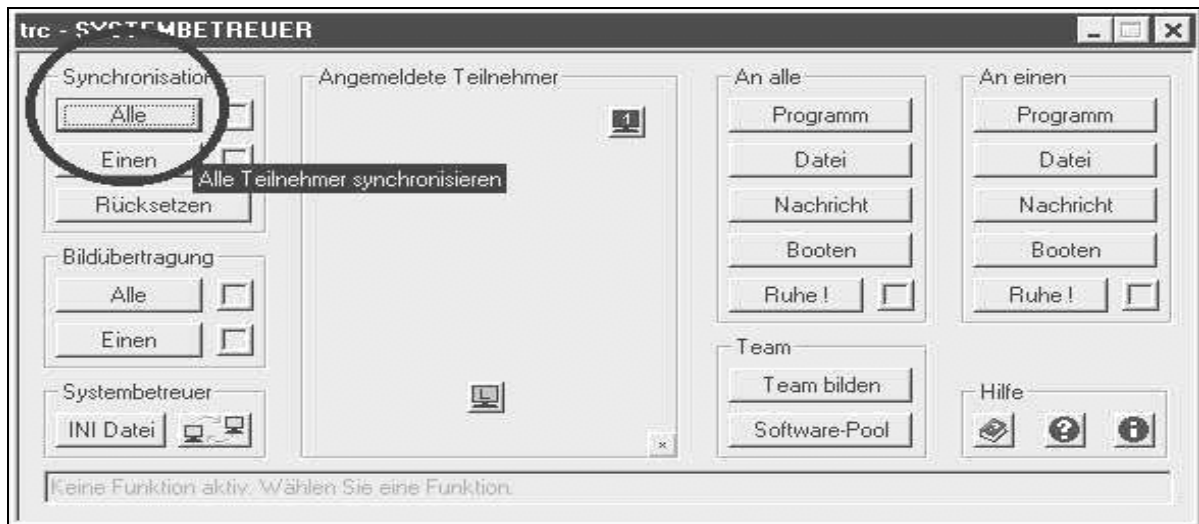 trc - SYSTEMBETREUER
Synchronisation
Alle
Einen
Alle Teilnehmer synchronisieren
Rücksetzen
Bildübertragung
Alle
Einen
Systembetreuer
INI Datei
Angemeldete Teilnehmer
1
L
×
An alle
Programm
Datei
Nachricht
Booten
Ruhe !
Team
Team bilden
Software-Pool
An einen
Programm
Datei
Nachricht
Booten
Ruhe !
Hilfe
Keine Funktion aktiv. Wählen Sie eine Funktion.